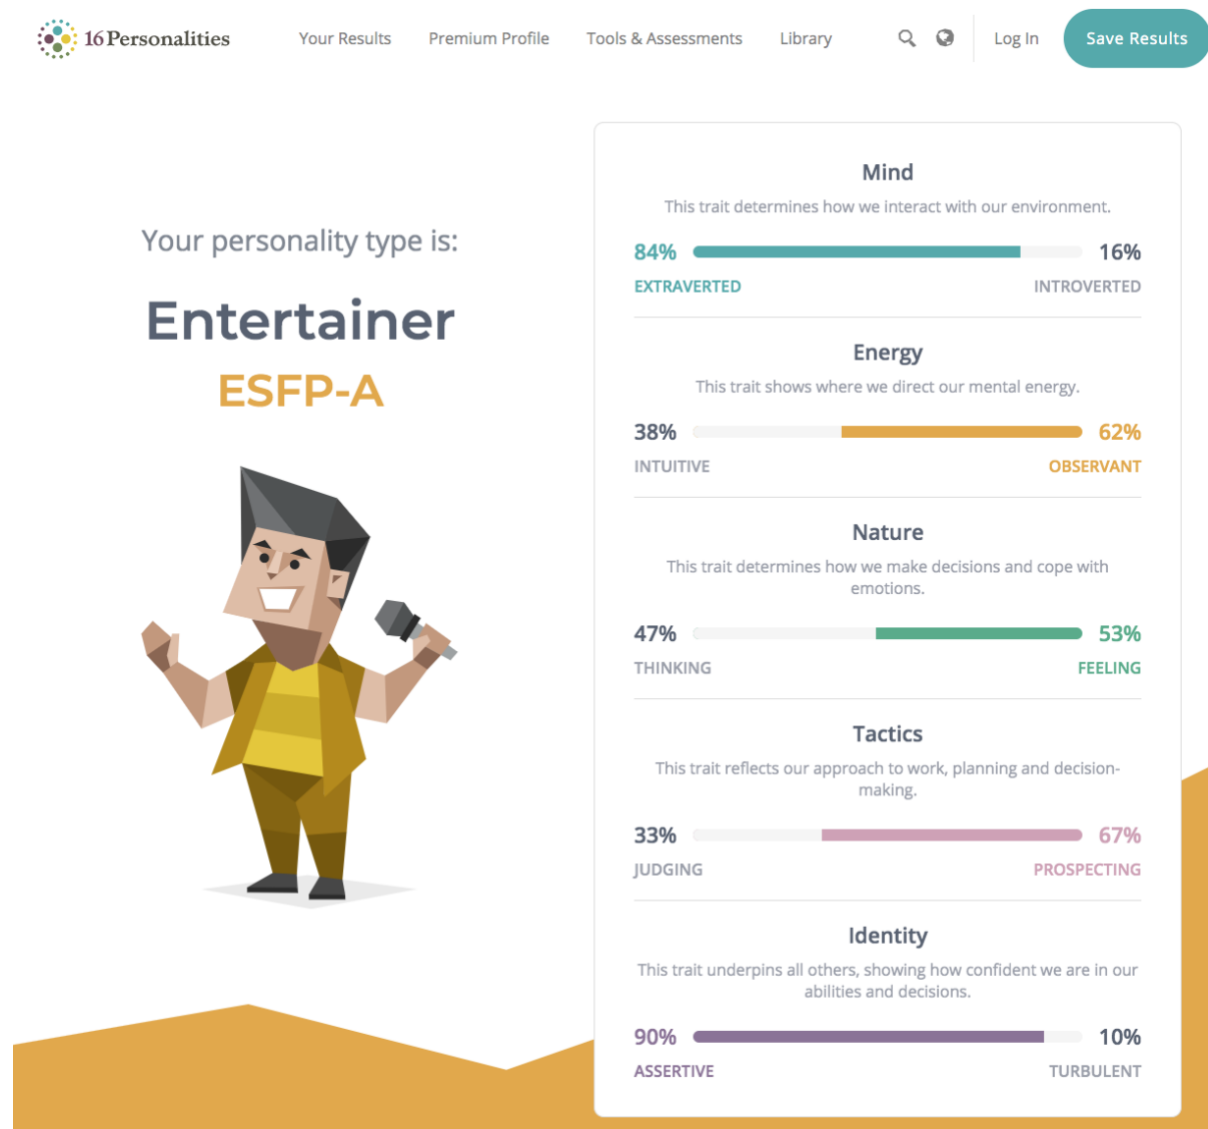 16Personalities
Your Results
Premium Profile
Tools & Assessments
Library
Log In
Save Results
Your personality type is:
Entertainer
ESFP-A
Mind
This trait determines how we interact with our environment.
84% 16%
EXTRAVERTED INTROVERTED
Energy
This trait shows where we direct our mental energy.
38% 62%
INTUITIVE OBSERVANT
Nature
This trait determines how we make decisions and cope with
emotions.
47% 53%
THINKING FEELING
Tactics
This trait reflects our approach to work, planning and decision-
making.
33% 67%
JUDGING PROSPECTING
Identity
This trait underpins all others, showing how confident we are in our
abilities and decisions.
90% 10%
ASSERTIVE TURBULENT